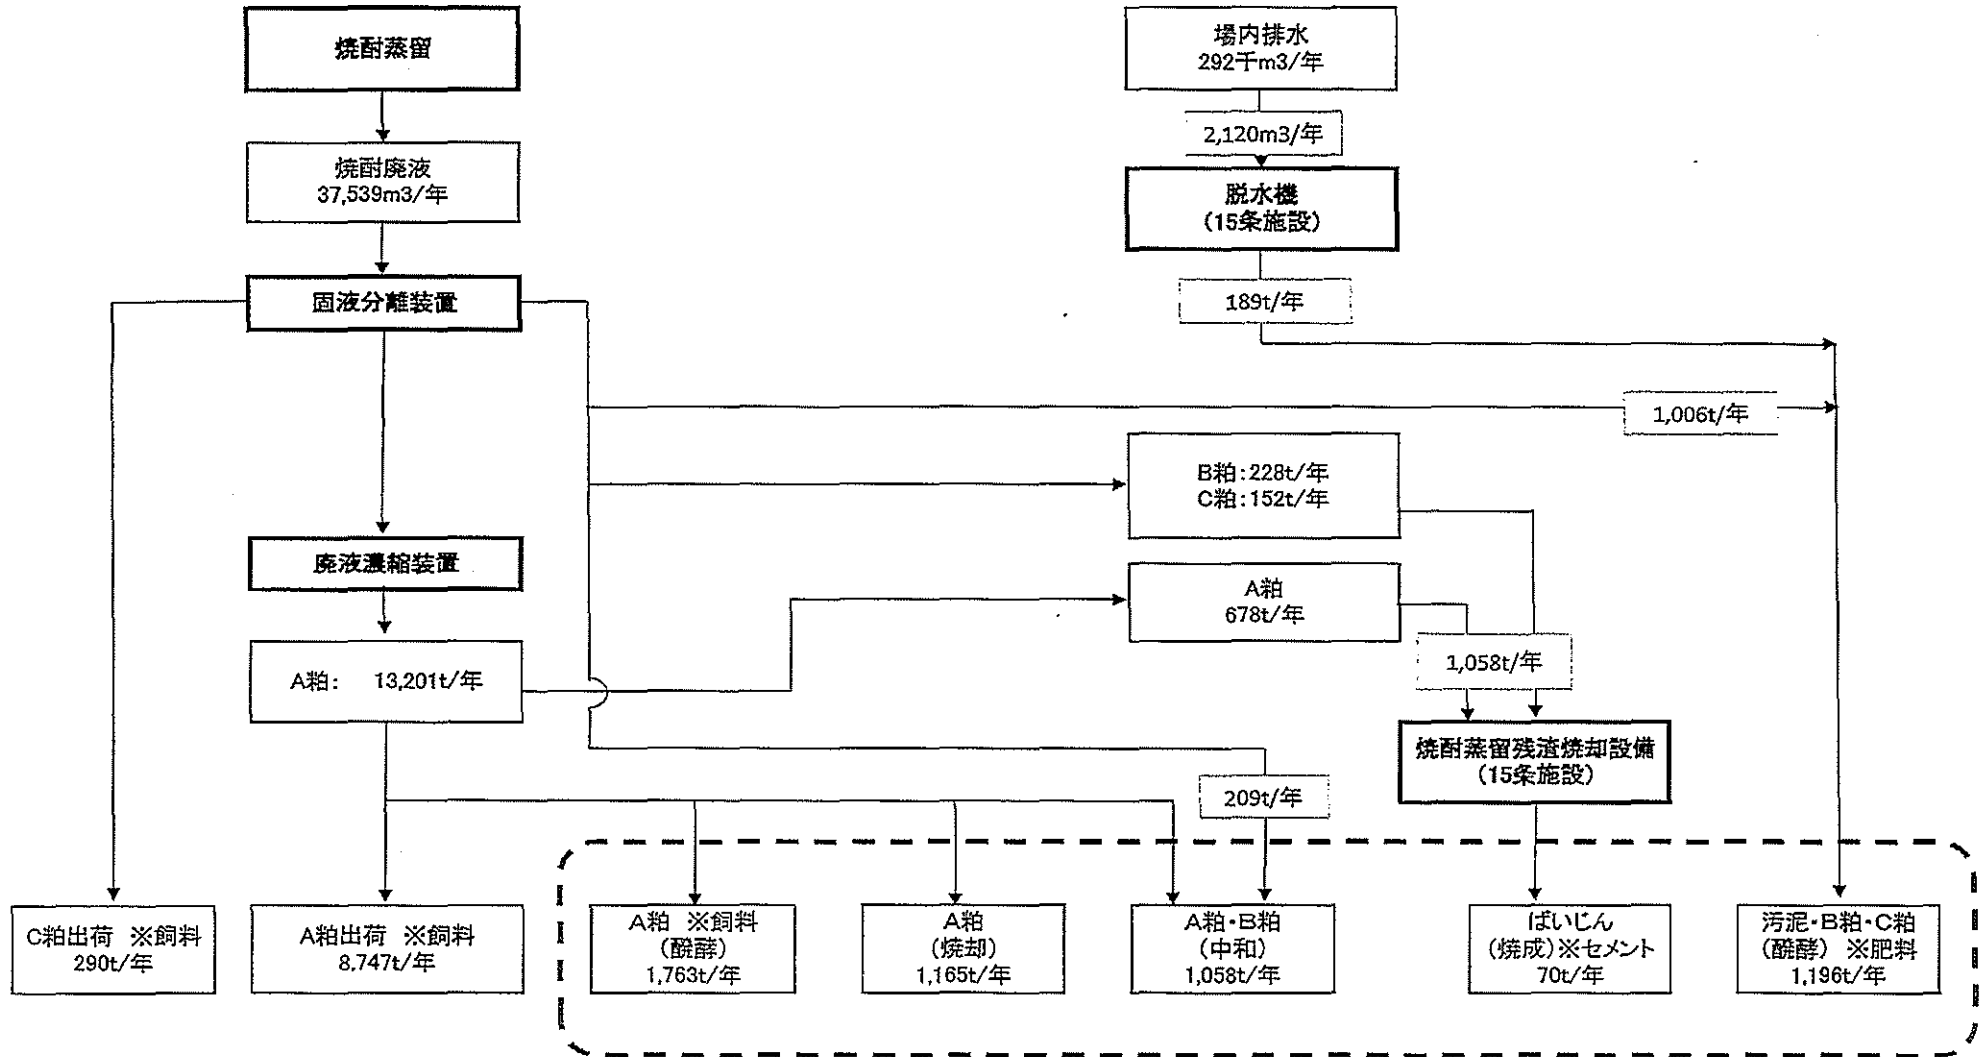 焼酎蒸留
場内排水
292千m3/年
2,120m3/年
焼酎廃液
37,539m3/年
脱水機
(15条施設)
固液分離装置
189t/年
1,006t/年
B粕:228t/年
C粕:152t/年
廃液濃縮装置
A粕
678t/年
A粕: 13,201t/年
1,058t/年
焼酎蒸留残渣焼却設備
(15条施設)
209t/年
C粕出荷 ※飼料
290t/年
A粕出荷 ※飼料
8,747t/年
A粕 ※飼料
(醗酵)
1,763t/年
A粕
(焼却)
1,165t/年
A粕・B粕
(中和)
1,058t/年
ばいじん
(焼成)※セメント
70t/年
汚泥・B粕・C粕
(醗酵) ※肥料
1,196t/年